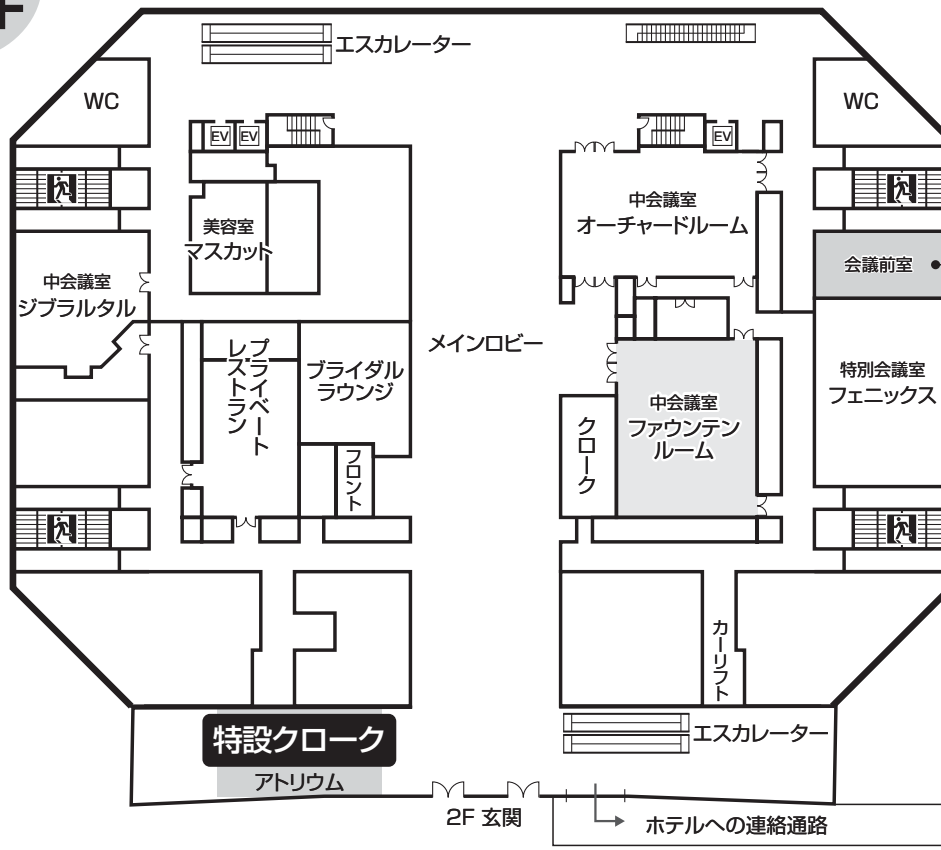 F
エスカレーター
WC
WC
EV
EV
EV
中会議室
オーチャードルーム
美容室
マスカット
会議前室
中会議室
ジブラルタル
メインロビー
プライベート
レストラン
ブライダル
ラウンジ
特別会議室
フェニックス
中会議室
ファウンテン
ルーム
クローク
フロント
カーリフト
特設クローク
エスカレーター
アトリウム
2F 玄関
ホテルへの連絡通路